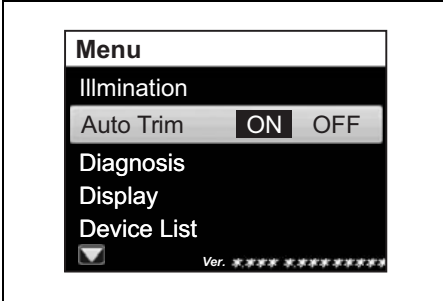 Menu
Illmination
Auto Trim ON OFF
Diagnosis
Display
Device List
Ver. ✱.✱✱✱ ✱.✱✱✱✱✱✱✱✱✱